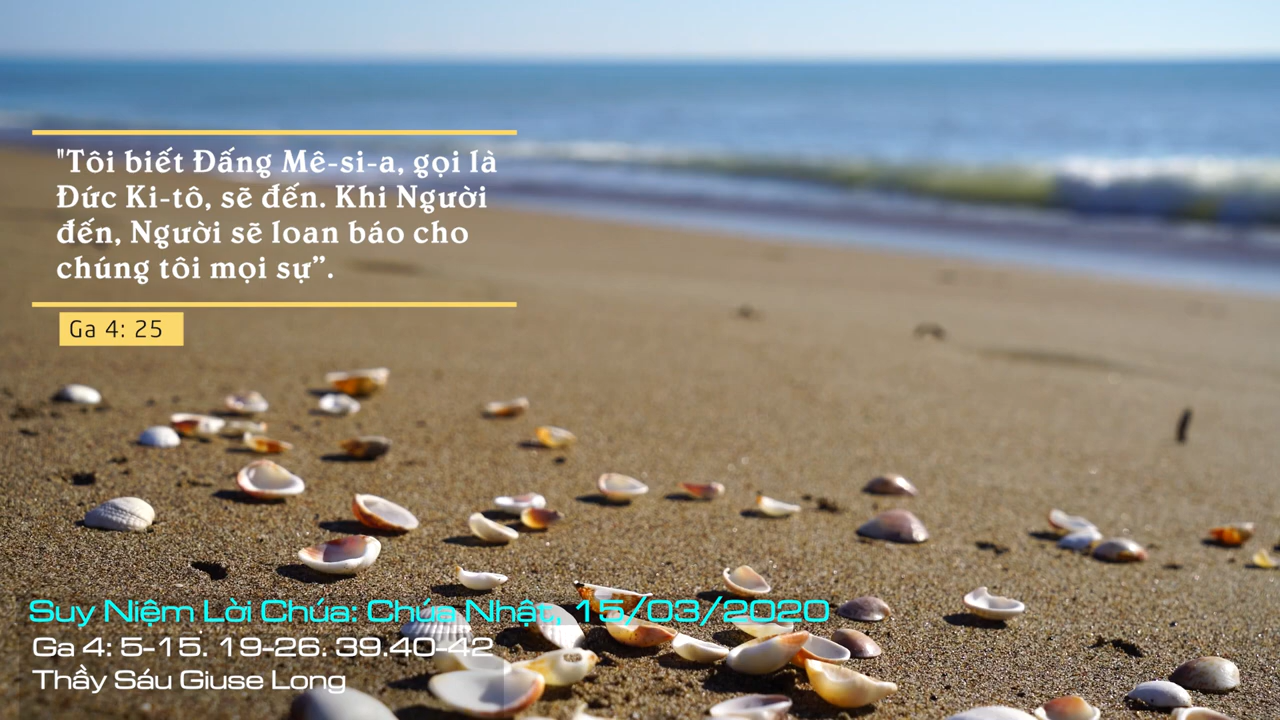 "Tôi biết Đấng Mê-si-a, gọi là
Đức Ki-tô, sẽ đến. Khi Người
đến, Người sẽ loan báo cho
chúng tôi mọi sự”.
Ga 4: 25
Suy Niệm Lời Chúa: Chúa Nhật, 15/03/2020
Ga 4: 5-15. 19-26. 39.40-42
Thầy Sáu Giuse Long